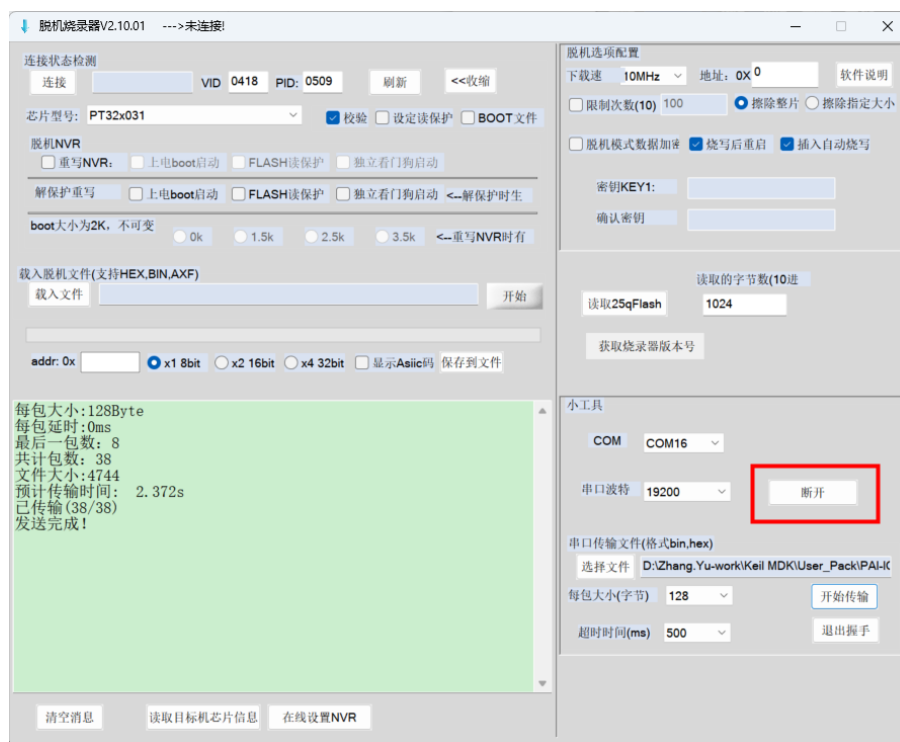 脱机烧录器V2.10.01 --->未连接!
连接状态检测
连接 VID 0418 PID: 0509 刷新 <<收缩
芯片型号: PT32x031 校验 设定读保护 BOOT文件
脱机NVR
重写NVR: 上电boot启动 FLASH读保护 独立看门狗启动
解保护重写 上电boot启动 FLASH读保护 独立看门狗启动 <--解保护时生
boot大小为2K, 不可变
0k 1.5k 2.5k 3.5k <--重写NVR时有
载入脱机文件(支持HEX,BIN,AXF)
载入文件 开始
addr: 0x x1 8bit x2 16bit x4 32bit 显示Asiic码 保存到文件
每包大小:128Byte
每包延时:0ms
最后一包数: 8
共计包数: 38
文件大小:4744
预计传输时间: 2.372s
已传输(38/38)
发送完成!
清空消息 读取目标机芯片信息 在线设置NVR
脱机选项配置
下载速 10MHz 地址: 0X 0 软件说明
限制次数(10) 100 擦除整片 擦除指定大小
脱机模式数据加 烧写后重启 插入自动烧写
密钥KEY1:
确认密钥
读取的字节数(10进
读取25qFlash 1024
获取烧录器版本号
小工具
COM COM16
串口波特 19200 断开
串口传输文件(格式bin,hex)
选择文件 D:\Zhang.Yu-work\Keil MDK\User_Pack\PAI-IC
每包大小(字节) 128 开始传输
超时时间(ms) 500 退出握手